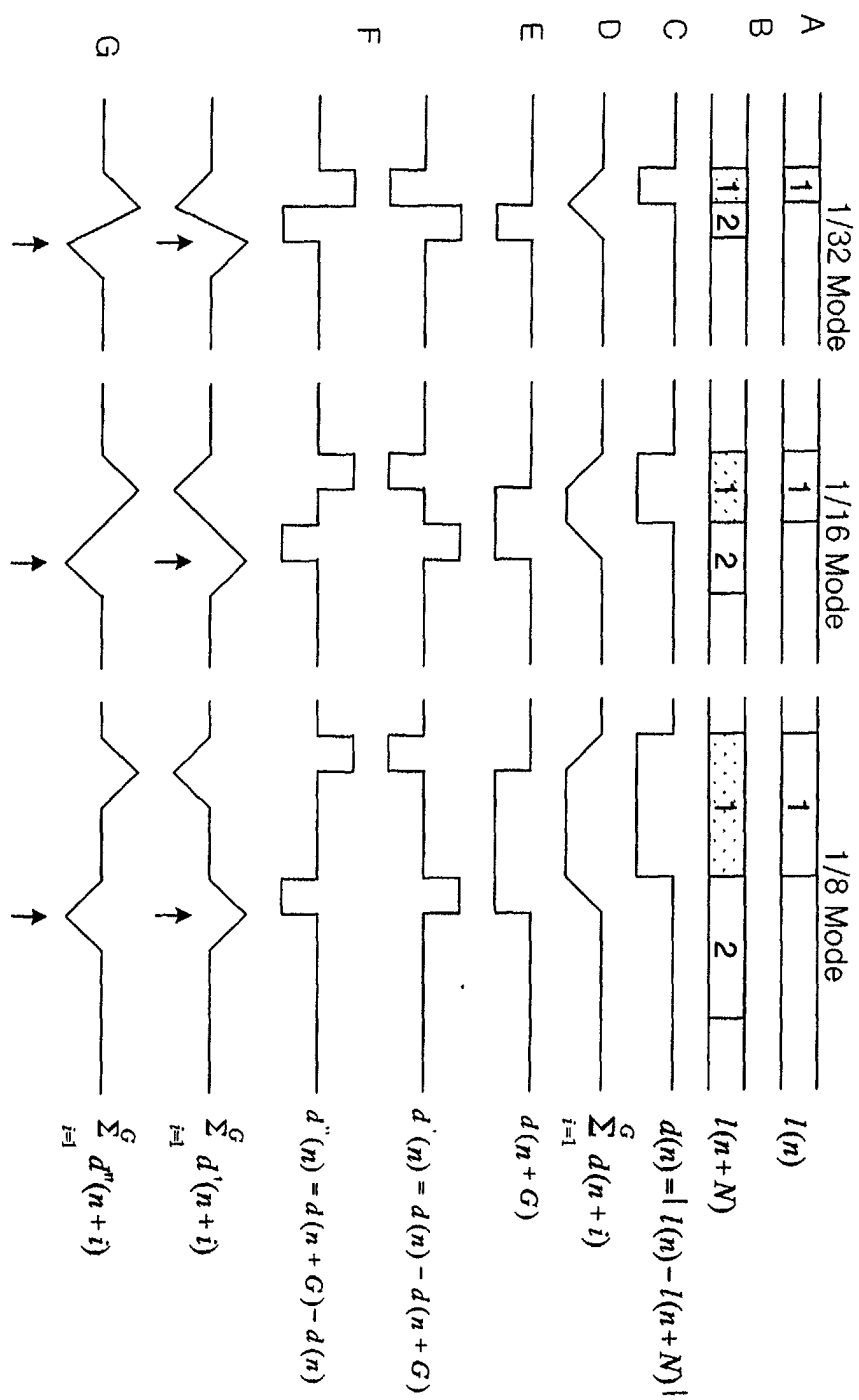 1/32 Mode 1/16 Mode 1/8 Mode
A 1 1 1 l(n)
B 1 2 1 2 1 2 l(n+N)
C d(n)=|l(n)-l(n+N)|
D G
Σ d(n+i)
i=1
E d(n+G)
F d'(n)=d(n)-d(n+G)
d''(n)=d(n+G)-d(n)
G G
Σ d'(n+i)
i=1
G
Σ d''(n+i)
i=1